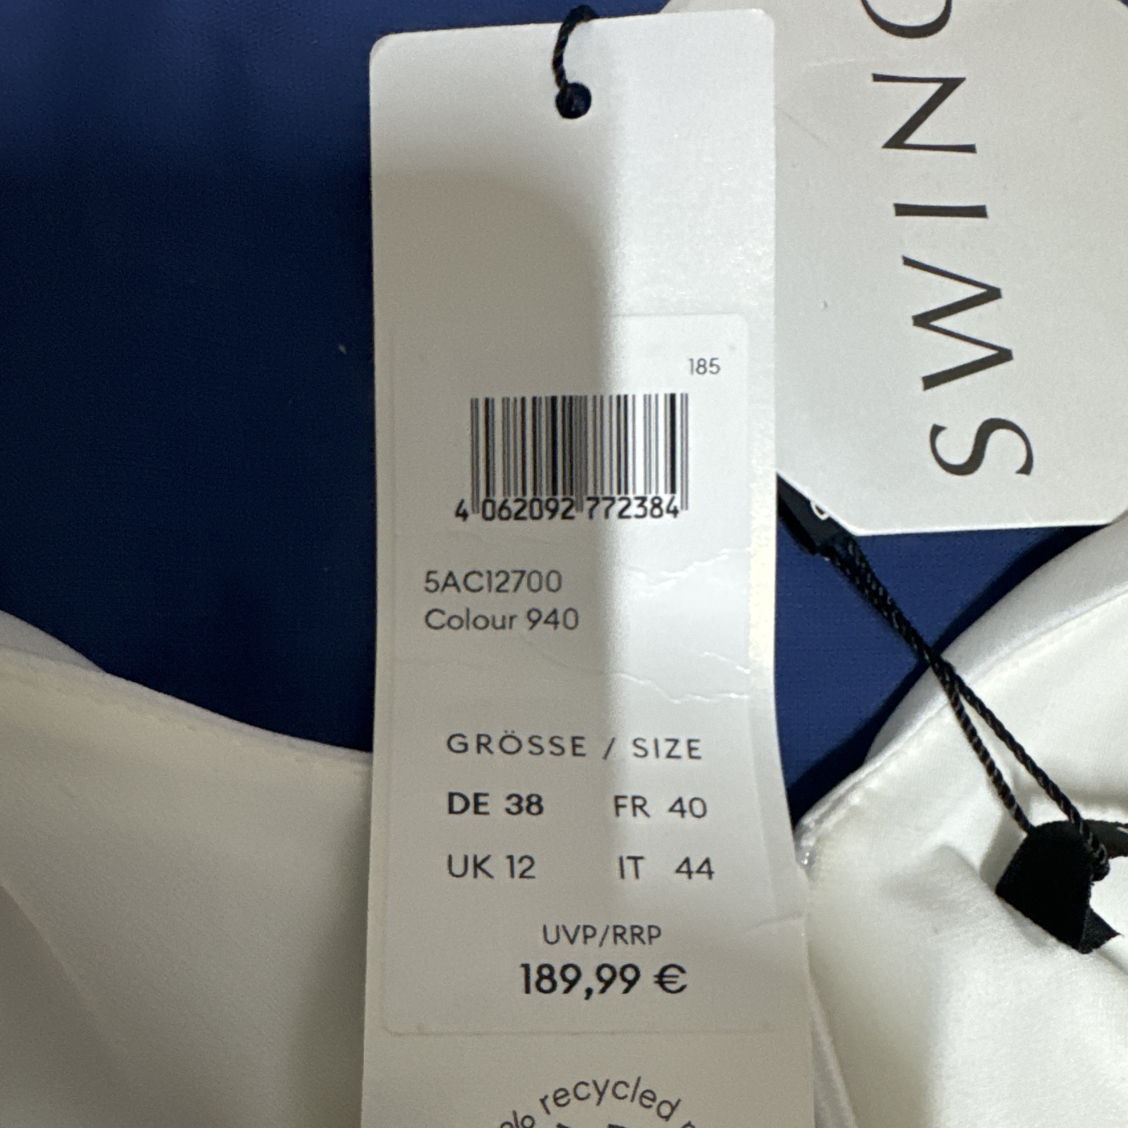 SWING
185
4 062092 772384
5AC12700
Colour 940
GRÖSSE / SIZE
DE 38 FR 40
UK 12 IT 44
UVP/RRP
189,99 €
% recycled